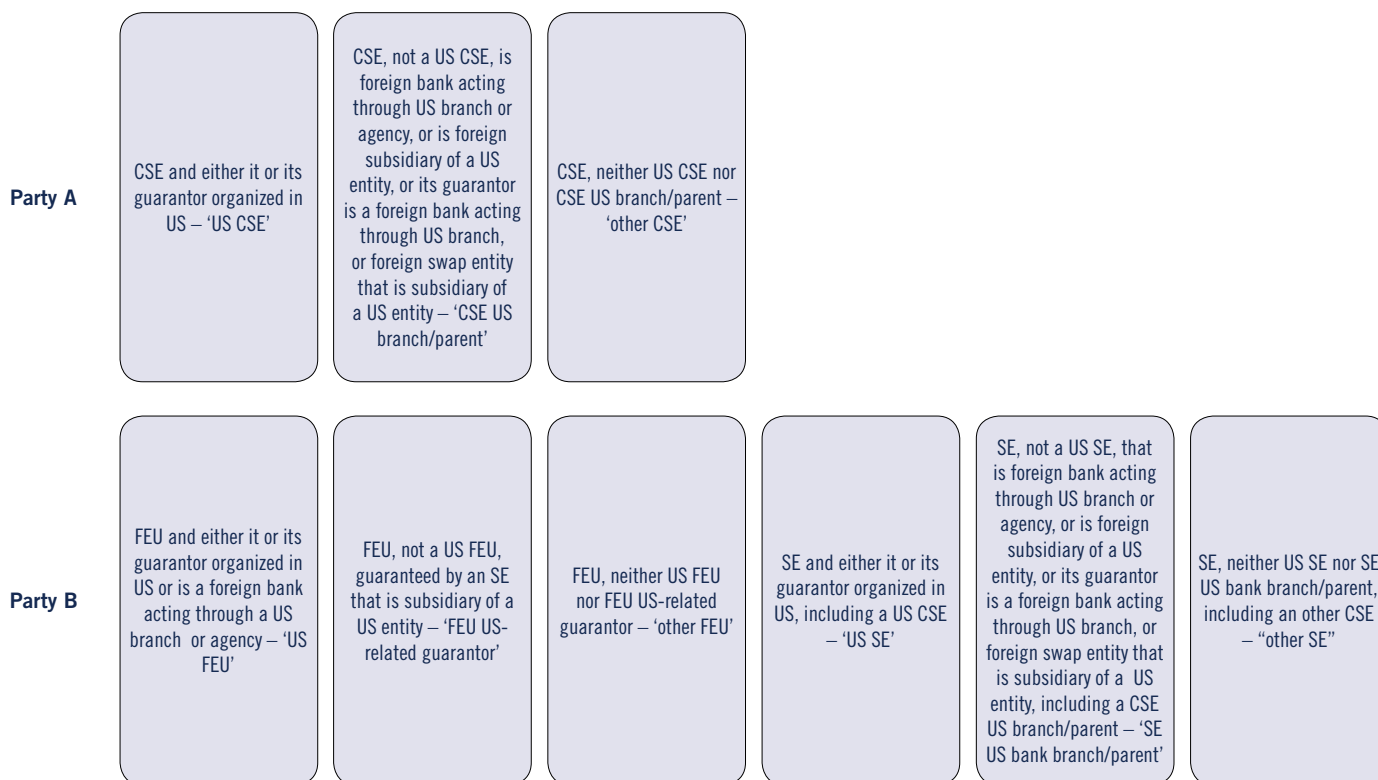 Party A
CSE and either it or its
guarantor organized in
US – ‘US CSE’
CSE, not a US CSE, is
foreign bank acting
through US branch or
agency, or is foreign
subsidiary of a US
entity, or its guarantor
is a foreign bank acting
through US branch,
or foreign swap entity
that is subsidiary of
a US entity – ‘CSE US
branch/parent’
CSE, neither US CSE nor
CSE US branch/parent –
‘other CSE’
Party B
FEU and either it or its
guarantor organized in
US or is a foreign bank
acting through a US
branch or agency – ‘US
FEU’
FEU, not a US FEU,
guaranteed by an SE
that is subsidiary of a
US entity – ‘FEU US-
related guarantor’
FEU, neither US FEU
nor FEU US-related
guarantor – ‘other FEU’
SE and either it or its
guarantor organized in
US, including a US CSE
– ‘US SE’
SE, not a US SE, that
is foreign bank acting
through US branch or
agency, or is foreign
subsidiary of a US
entity, or its guarantor
is a foreign bank acting
through US branch, or
foreign swap entity that
is subsidiary of a US
entity, including a CSE
US branch/parent – ‘SE
US bank branch/parent’
SE, neither US SE nor SE
US bank branch/parent,
including an other CSE
– “other SE”